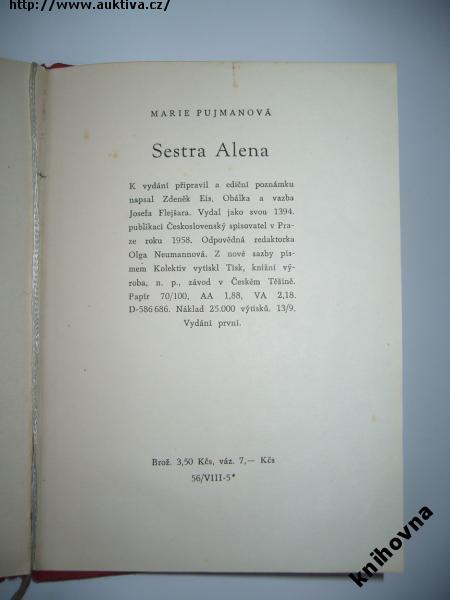 http://www.auktiva.cz/
MARIE PUJMANOVÁ
Sestra Alena
K vydání připravil a ediční poznámku
napsal Zdeněk Eis. Obálka a vazba
Josefa Flejšara. Vydal jako svou 1394.
publikaci Československý spisovatel v Pra-
ze roku 1958. Odpovědná redaktorka
Olga Neumannová. Z nové sazby pís-
mem Kolektiv vytiskl Tisk, knižní vý-
roba, n. p., závod v Českém Těšíně.
Papír 70/100, AA 1,88, VA 2,18.
D-586686. Náklad 25.000 výtisků. 13/9.
Vydání první.
Brož. 3,50 Kčs, váz. 7,— Kčs
56/VIII-5*
knihovna